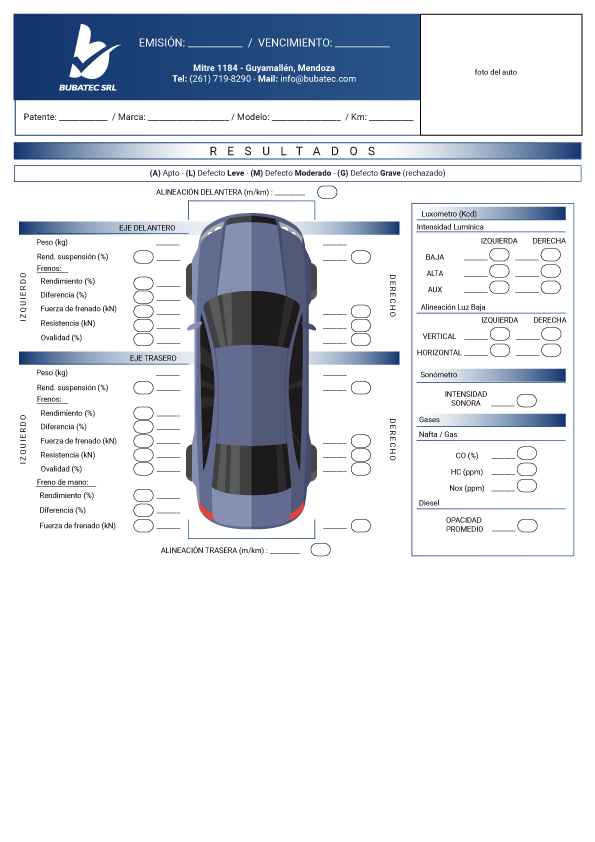 BUBATEC SRL
EMISIÓN: __________ / VENCIMIENTO: __________
Mitre 1184 - Guyamallén, Mendoza
Tel: (261) 719-8290 - Mail: info@bubatec.com
foto del auto
Patente: __________ / Marca: _________________ / Modelo: ______________ / Km: _________
RESULTADOS
(A) Apto - (L) Defecto Leve - (M) Defecto Moderado - (G) Defecto Grave (rechazado)
ALINEACIÓN DELANTERA (m/km) : _______
EJE DELANTERO
IZQUIERDO
Peso (kg)
Rend. suspensión (%)
Frenos:
Rendimiento (%)
Diferencia (%)
Fuerza de frenado (kN)
Resistencia (kN)
Ovalidad (%)
DERECHO
EJE TRASERO
IZQUIERDO
Peso (kg)
Rend. suspensión (%)
Frenos:
Rendimiento (%)
Diferencia (%)
Fuerza de frenado (kN)
Resistencia (kN)
Ovalidad (%)
Freno de mano:
Rendimiento (%)
Diferencia (%)
Fuerza de frenado (kN)
DERECHO
ALINEACIÓN TRASERA (m/km) : _______
Luxometro (Kcd)
Intensidad Lumínica
IZQUIERDA DERECHA
BAJA
ALTA
AUX
Alineación Luz Baja
IZQUIERDA DERECHA
VERTICAL
HORIZONTAL
Sonómetro
INTENSIDAD
SONORA
Gases
Nafta / Gas
CO (%)
HC (ppm)
Nox (ppm)
Diesel
OPACIDAD
PROMEDIO